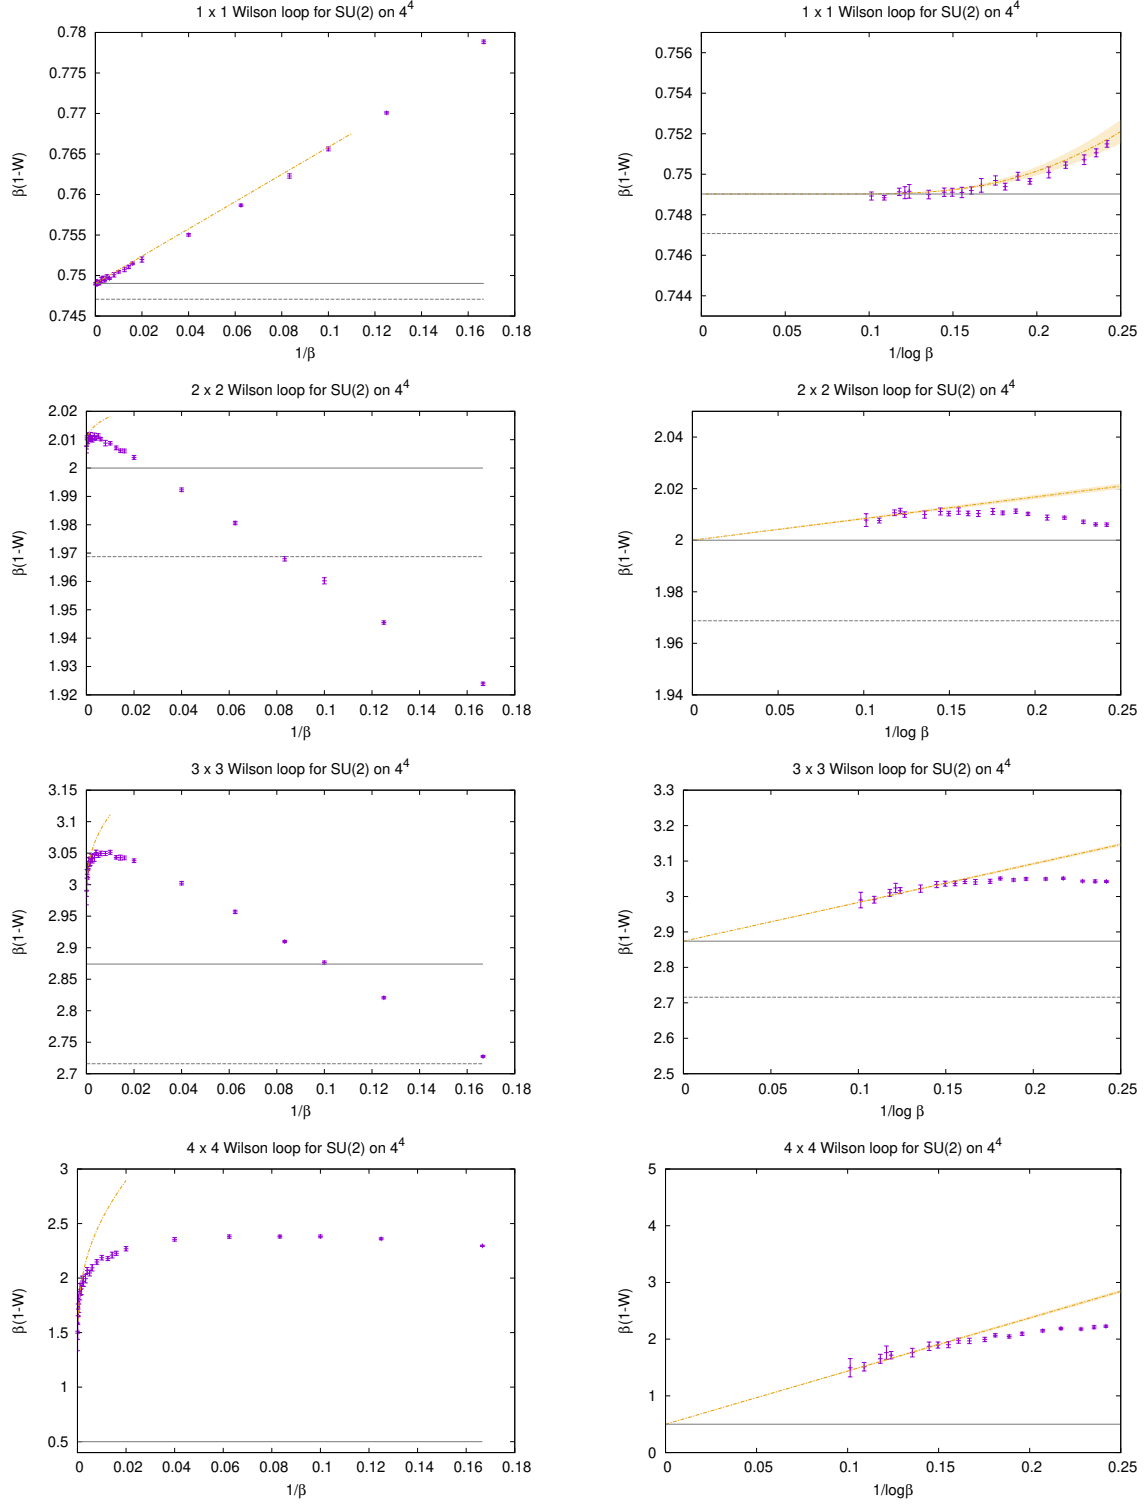 1 x 1 Wilson loop for SU(2) on 4^4
0.78
0.775
0.77
0.765
0.76
0.755
0.75
0.745
β(1-W)
0 0.02 0.04 0.06 0.08 0.1 0.12 0.14 0.16 0.18
1/β
1 x 1 Wilson loop for SU(2) on 4^4
0.756
0.754
0.752
0.75
0.748
0.746
0.744
β(1-W)
0 0.05 0.1 0.15 0.2 0.25
1/log β
2 x 2 Wilson loop for SU(2) on 4^4
2.02
2.01
2
1.99
1.98
1.97
1.96
1.95
1.94
1.93
1.92
β(1-W)
0 0.02 0.04 0.06 0.08 0.1 0.12 0.14 0.16 0.18
1/β
2 x 2 Wilson loop for SU(2) on 4^4
2.04
2.02
2
1.98
1.96
1.94
β(1-W)
0 0.05 0.1 0.15 0.2 0.25
1/log β
3 x 3 Wilson loop for SU(2) on 4^4
3.15
3.1
3.05
3
2.95
2.9
2.85
2.8
2.75
2.7
β(1-W)
0 0.02 0.04 0.06 0.08 0.1 0.12 0.14 0.16 0.18
1/β
3 x 3 Wilson loop for SU(2) on 4^4
3.3
3.2
3.1
3
2.9
2.8
2.7
2.6
2.5
β(1-W)
0 0.05 0.1 0.15 0.2 0.25
1/log β
4 x 4 Wilson loop for SU(2) on 4^4
3
2.5
2
1.5
1
0.5
β(1-W)
0 0.02 0.04 0.06 0.08 0.1 0.12 0.14 0.16 0.18
1/β
4 x 4 Wilson loop for SU(2) on 4^4
5
4
3
2
1
0
β(1-W)
0 0.05 0.1 0.15 0.2 0.25
1/logβ